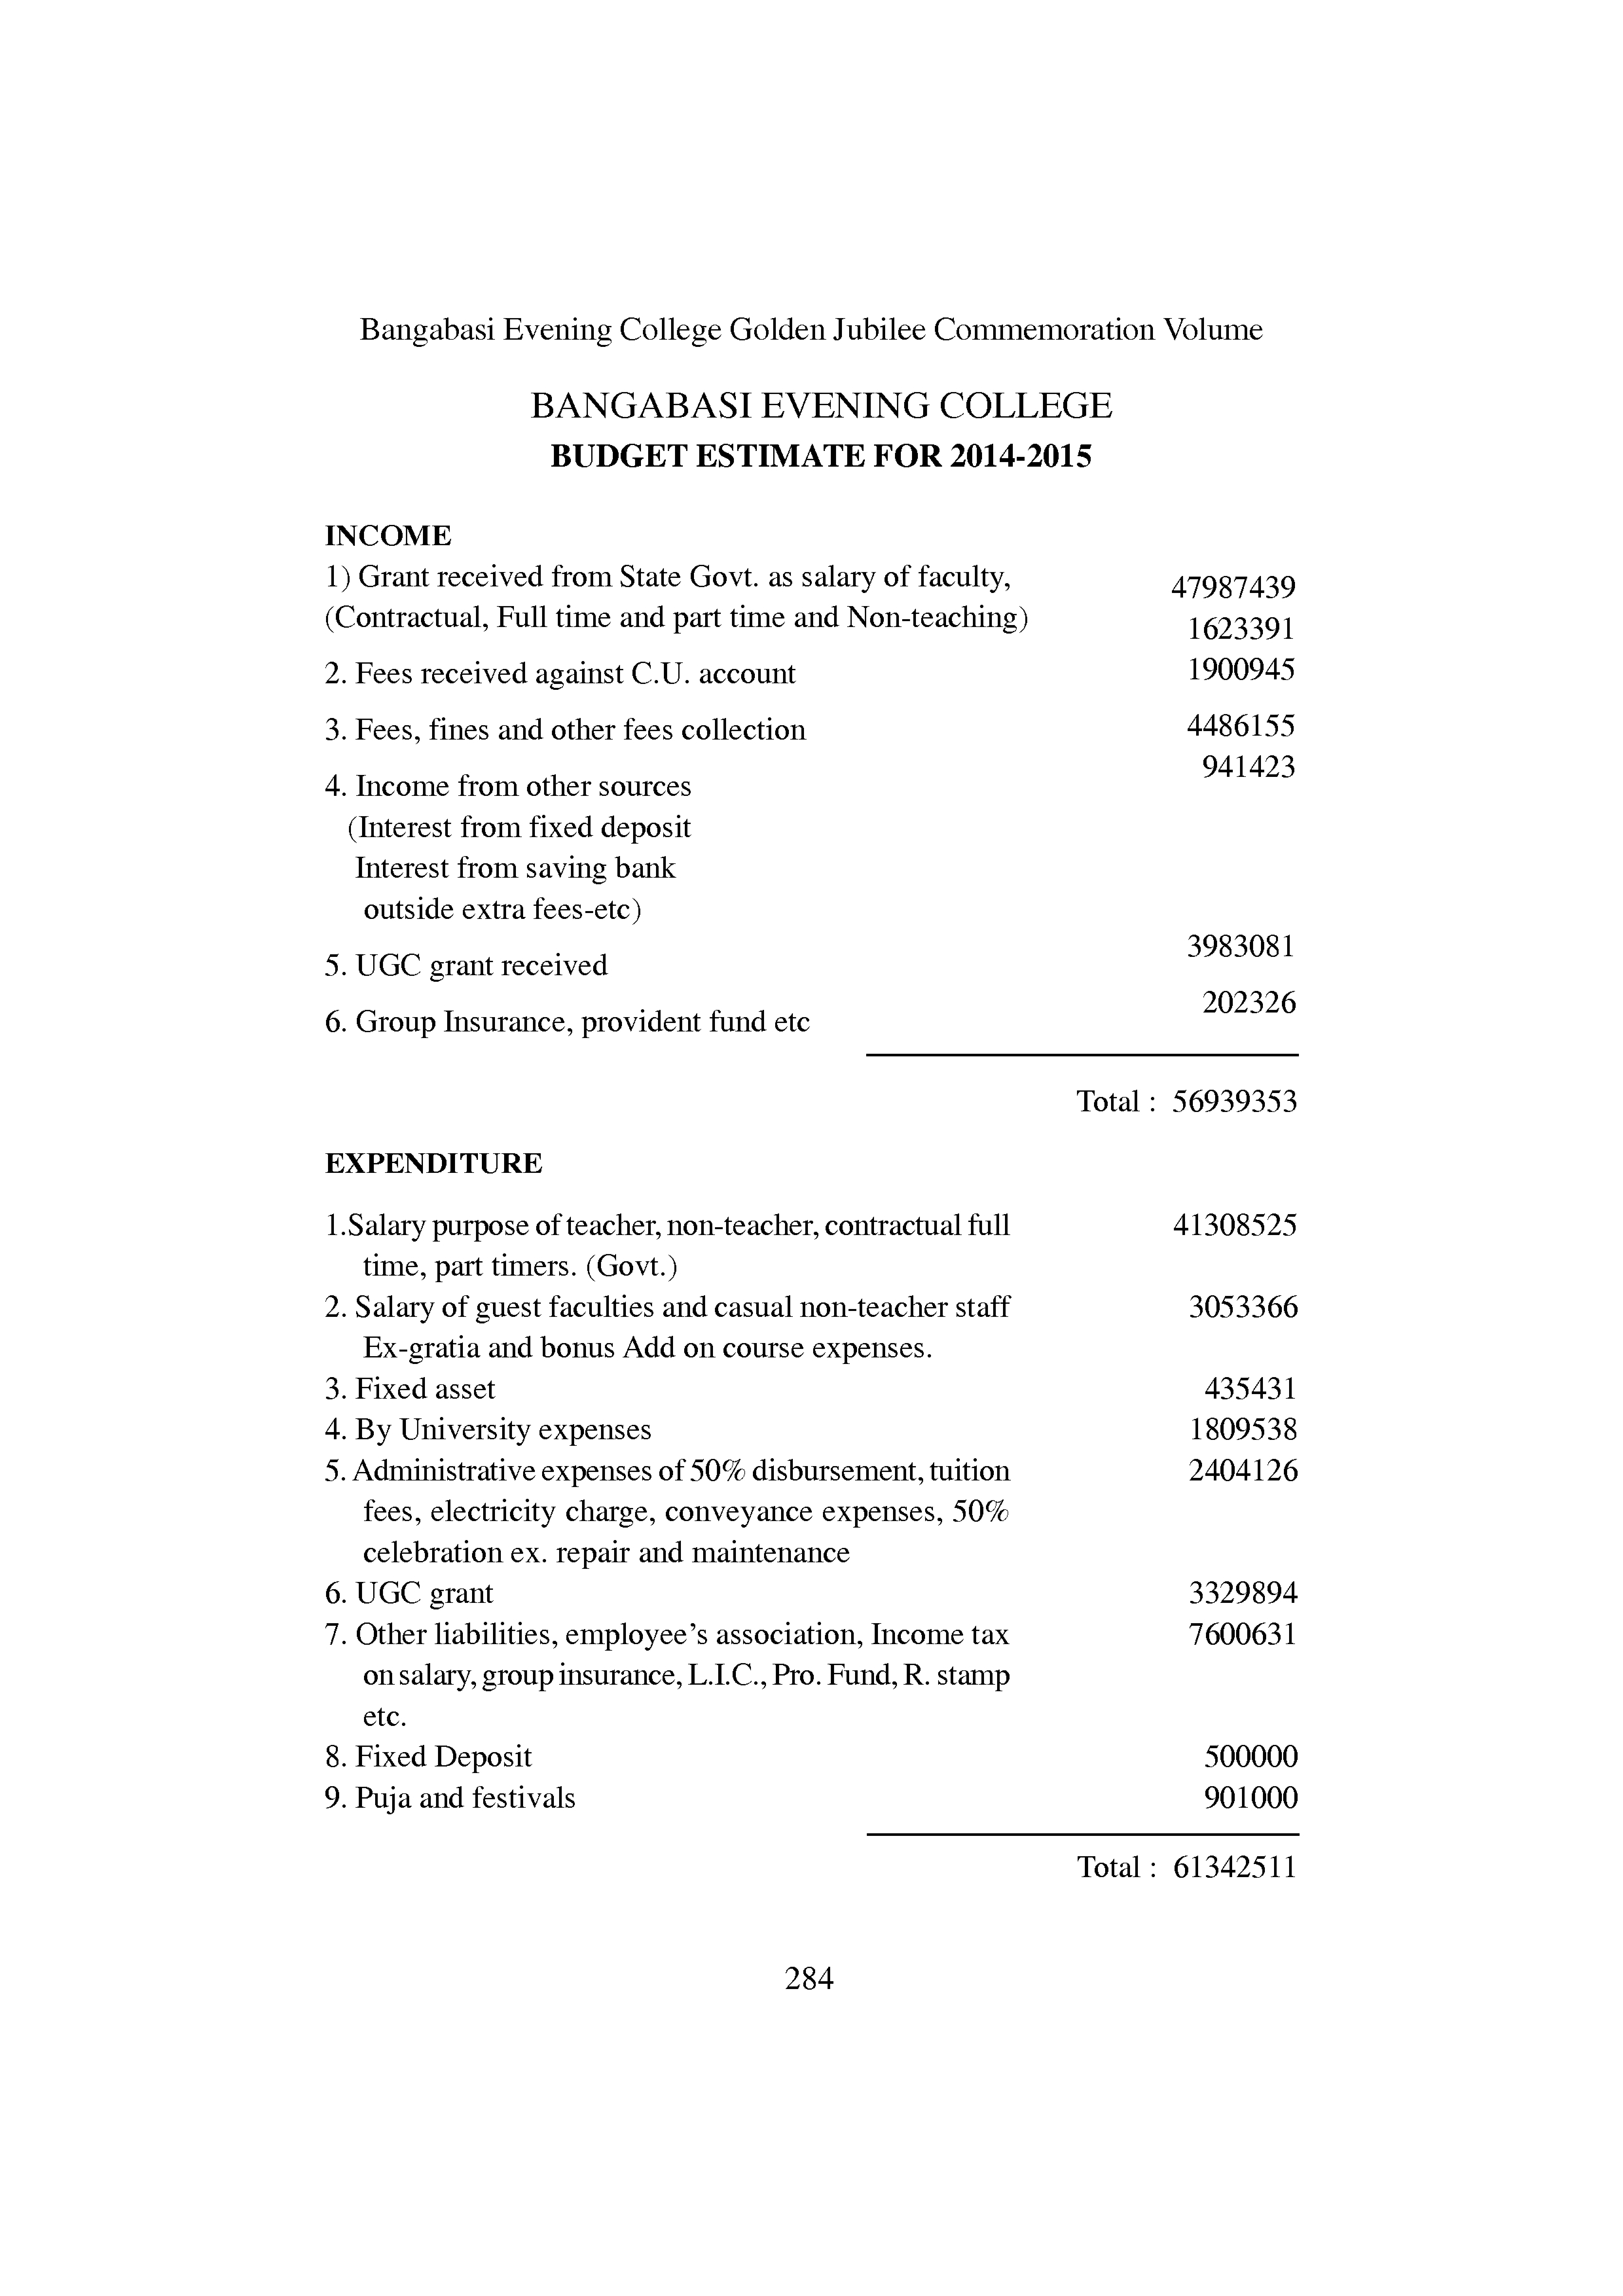 Bangabasi Evening College Golden Jubilee Commemoration Volume
BANGABASI EVENING COLLEGE
BUDGET ESTIMATE FOR 2014-2015
INCOME
1) Grant received from State Govt. as salary of faculty, 47987439
(Contractual, Full time and part time and Non-teaching) 1623391
2. Fees received against C.U. account 1900945
3. Fees, fines and other fees collection 4486155
4. Income from other sources 941423
(Interest from fixed deposit
Interest from saving bank
outside extra fees-etc)
5. UGC grant received 3983081
6. Group Insurance, provident fund etc 202326
Total : 56939353
EXPENDITURE
1.Salary purpose of teacher, non-teacher, contractual full 41308525
time, part timers. (Govt.)
2. Salary of guest faculties and casual non-teacher staff 3053366
Ex-gratia and bonus Add on course expenses.
3. Fixed asset 435431
4. By University expenses 1809538
5. Administrative expenses of 50% disbursement, tuition 2404126
fees, electricity charge, conveyance expenses, 50%
celebration ex. repair and maintenance
6. UGC grant 3329894
7. Other liabilities, employee’s association, Income tax 7600631
on salary, group insurance, L.I.C., Pro. Fund, R. stamp
etc.
8. Fixed Deposit 500000
9. Puja and festivals 901000
Total : 61342511
284